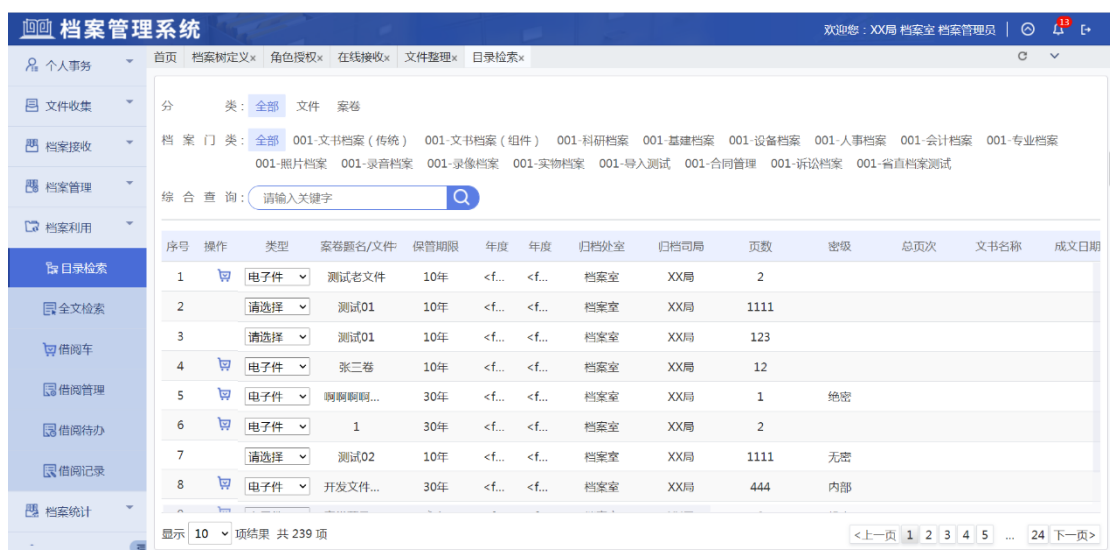 档案管理系统
欢迎您：XX局 档案室 档案管理员 | 13
首页 档案树定义× 角色授权× 在线接收× 文件整理× 目录检索×
个人事务
文件收集
档案接收
档案管理
档案利用
目录检索
全文检索
借阅车
借阅管理
借阅待办
借阅记录
档案统计
分 类： 全部 文件 案卷
档 案 门 类： 全部 001-文书档案（传统） 001-文书档案（组件） 001-科研档案 001-基建档案 001-设备档案 001-人事档案 001-会计档案 001-专业档案
001-照片档案 001-录音档案 001-录像档案 001-实物档案 001-导入测试 001-合同管理 001-诉讼档案 001-省直档案测试
综 合 查 询： 请输入关键字
序号 操作 类型 案卷题名/文件 保管期限 年度 年度 归档处室 归档司局 页数 密级 总页次 文书名称 成文日期
1 电子件 测试老文件 10年 <f... <f... 档案室 XX局 2
2 请选择 测试01 10年 <f... <f... 档案室 XX局 1111
3 请选择 测试01 10年 <f... <f... 档案室 XX局 123
4 电子件 张三卷 10年 <f... <f... 档案室 XX局 12
5 电子件 啊啊啊啊... 30年 <f... <f... 档案室 XX局 1 绝密
6 电子件 1 30年 <f... <f... 档案室 XX局 2
7 请选择 测试02 10年 <f... <f... 档案室 XX局 1111 无密
8 电子件 开发文件... 30年 <f... <f... 档案室 XX局 444 内部
显示 10 项结果 共 239 项
<上一页 1 2 3 4 5 ... 24 下一页>